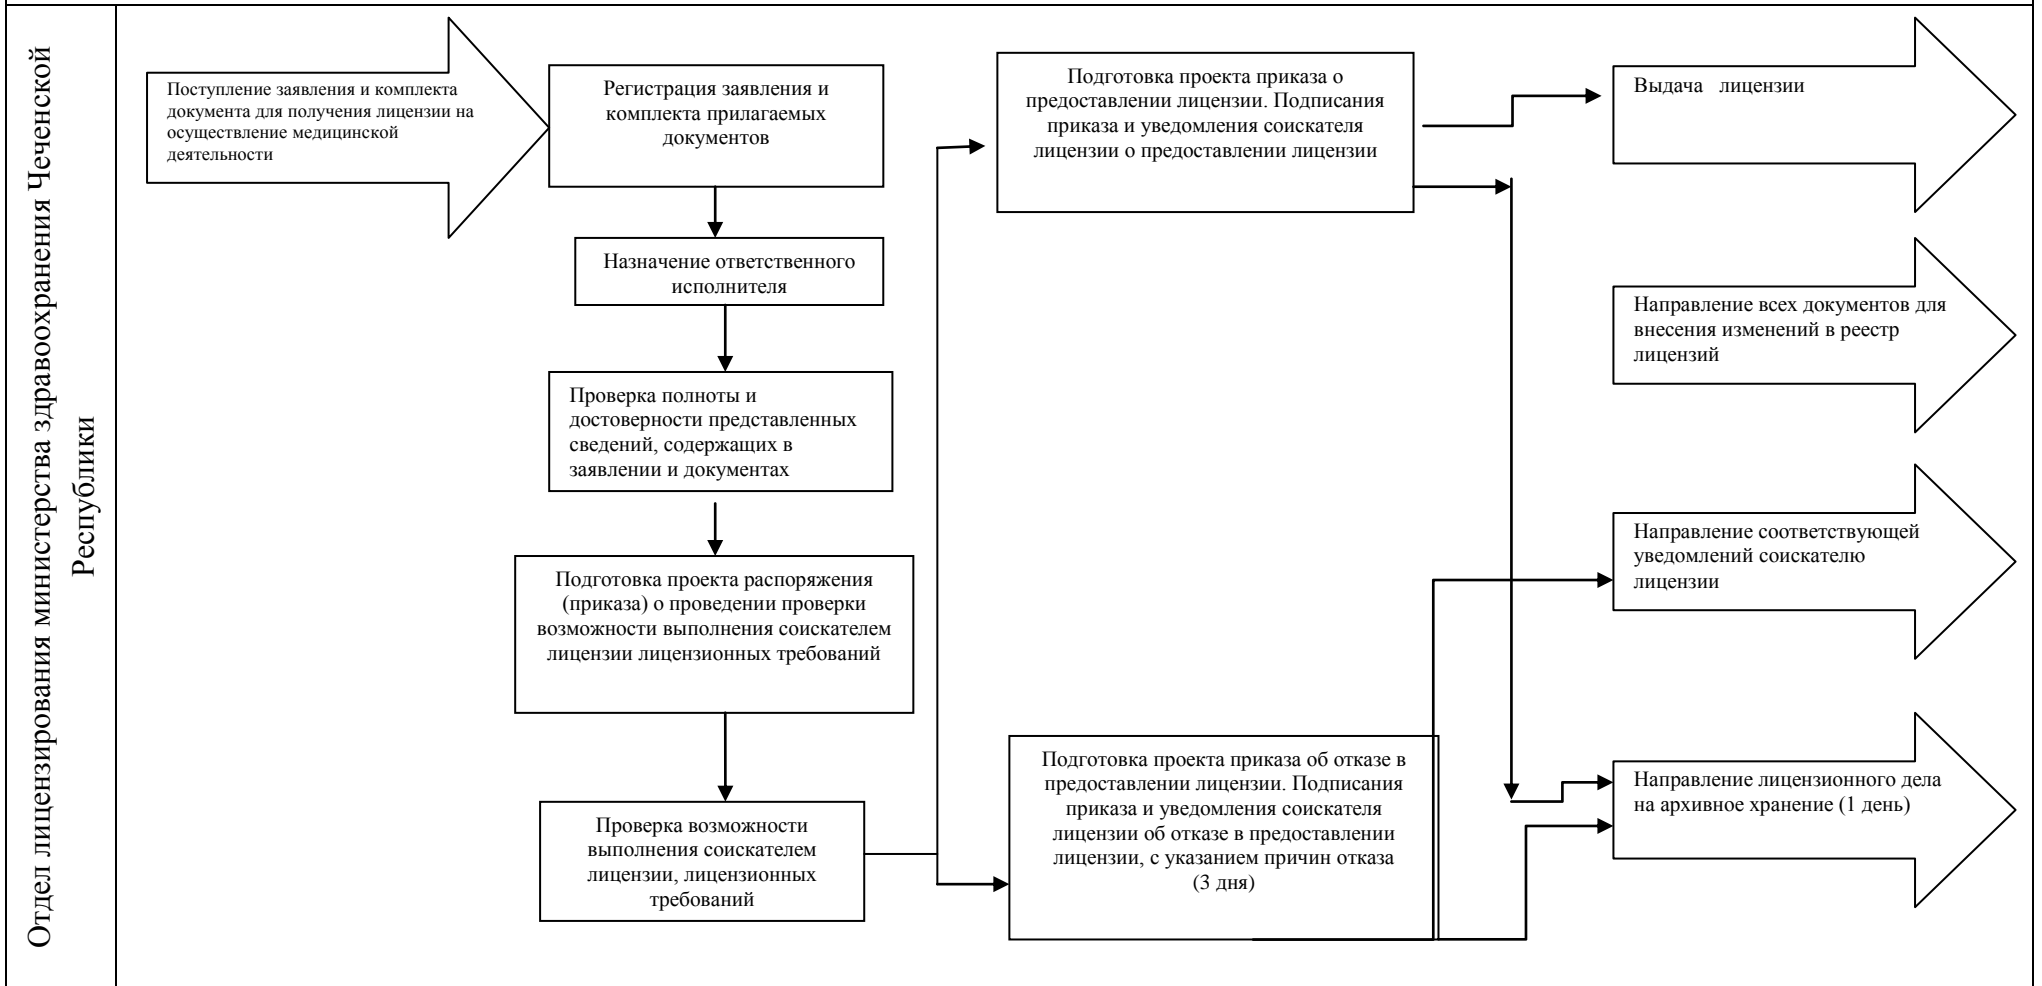 Отдел лицензирования министерства здравоохранения Чеченской
Республики
Поступление заявления и комплекта
документа для получения лицензии на
осуществление медицинской
деятельности
Регистрация заявления и
комплекта прилагаемых
документов
Назначение ответственного
исполнителя
Проверка полноты и
достоверности представленных
сведений, содержащих в
заявлении и документах
Подготовка проекта распоряжения
(приказа) о проведении проверки
возможности выполнения соискателем
лицензии лицензионных требований
Проверка возможности
выполнения соискателем
лицензии, лицензионных
требований
Подготовка проекта приказа о
предоставлении лицензии. Подписания
приказа и уведомления соискателя
лицензии о предоставлении лицензии
Подготовка проекта приказа об отказе в
предоставлении лицензии. Подписания
приказа и уведомления соискателя
лицензии об отказе в предоставлении
лицензии, с указанием причин отказа
(3 дня)
Выдача лицензии
Направление всех документов для
внесения изменений в реестр
лицензий
Направление соответствующей
уведомлений соискателю
лицензии
Направление лицензионного дела
на архивное хранение (1 день)